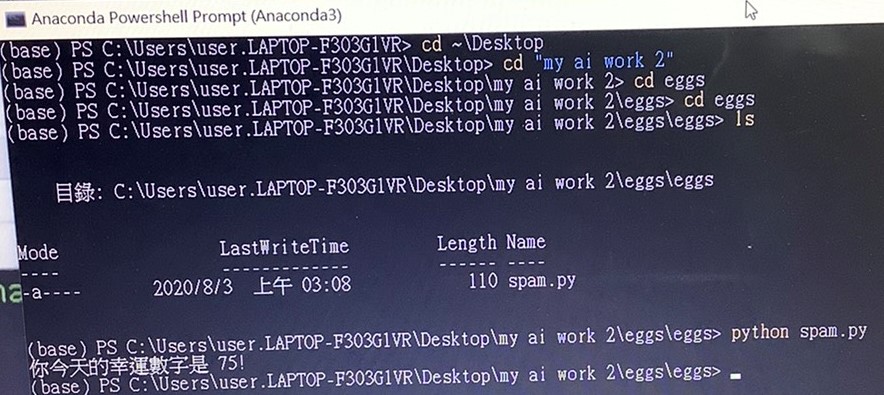 Anaconda Powershell Prompt (Anaconda3)
(base) PS C:\Users\user.LAPTOP-F303G1VR> cd ~\Desktop
(base) PS C:\Users\user.LAPTOP-F303G1VR\Desktop> cd "my ai work 2"
(base) PS C:\Users\user.LAPTOP-F303G1VR\Desktop\my ai work 2> cd eggs
(base) PS C:\Users\user.LAPTOP-F303G1VR\Desktop\my ai work 2\eggs> cd eggs
(base) PS C:\Users\user.LAPTOP-F303G1VR\Desktop\my ai work 2\eggs\eggs> ls
目錄: C:\Users\user.LAPTOP-F303G1VR\Desktop\my ai work 2\eggs\eggs
Mode LastWriteTime Length Name
---- ------------- ------ ----
-a---- 2020/8/3 上午 03:08 110 spam.py
(base) PS C:\Users\user.LAPTOP-F303G1VR\Desktop\my ai work 2\eggs\eggs> python spam.py
你今天的幸運數字是 75!
(base) PS C:\Users\user.LAPTOP-F303G1VR\Desktop\my ai work 2\eggs\eggs>